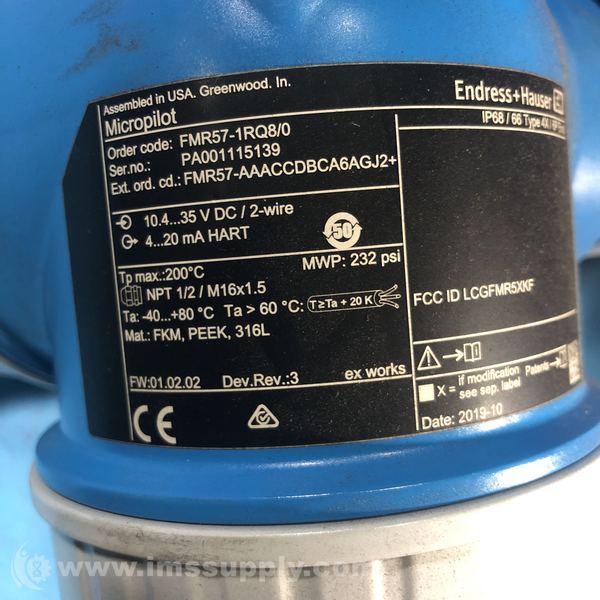 Assembled in USA. Greenwood. In.
Micropilot
Endress+Hauser EH
Order code: FMR57-1RQ8/0
IP68 / 66 Type 4X /
Ser.no.: PA001115139
Ext. ord. cd.: FMR57-AAACCDBCA6AGJ2+
10.4...35 V DC / 2-wire
4...20 mA HART
50
Tp max.:200°C
MWP: 232 psi
NPT 1/2 / M16x1.5
FCC ID LCGFMR5XKF
Ta: -40...+80 °C Ta > 60 °C: T≥Ta + 20 K
Mat.: FKM, PEEK, 316L
FW:01.02.02 Dev.Rev.:3 ex works
X = if modification
see sep. label
Patents
CE
Date: 2019-10
www.imssupply.com